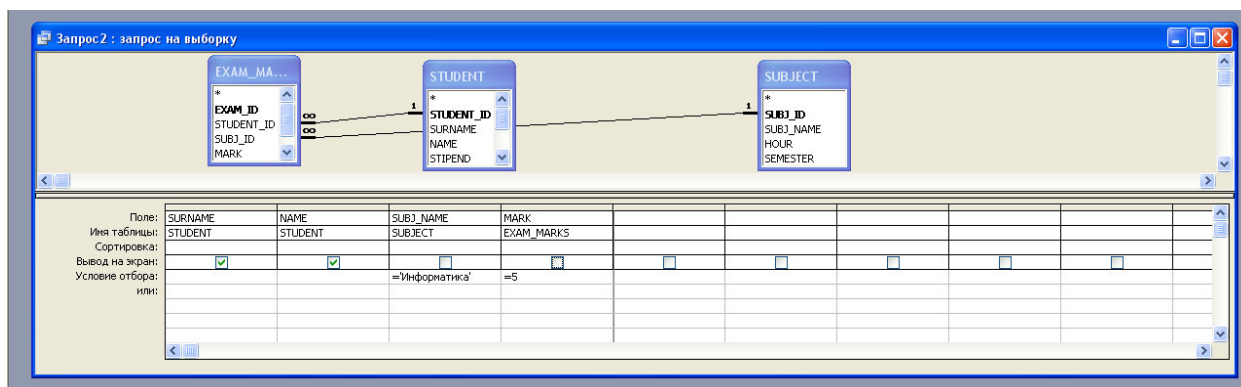 Запрос2 : запрос на выборку
EXAM_MA...
*
EXAM_ID
STUDENT_ID
SUBJ_ID
MARK
∞
∞
1
STUDENT
*
STUDENT_ID
SURNAME
NAME
STIPEND
1
SUBJECT
*
SUBJ_ID
SUBJ_NAME
HOUR
SEMESTER
Поле: SURNAME NAME SUBJ_NAME MARK
Имя таблицы: STUDENT STUDENT SUBJECT EXAM_MARKS
Сортировка:
Вывод на экран:
Условие отбора: ='Информатика' =5
или: